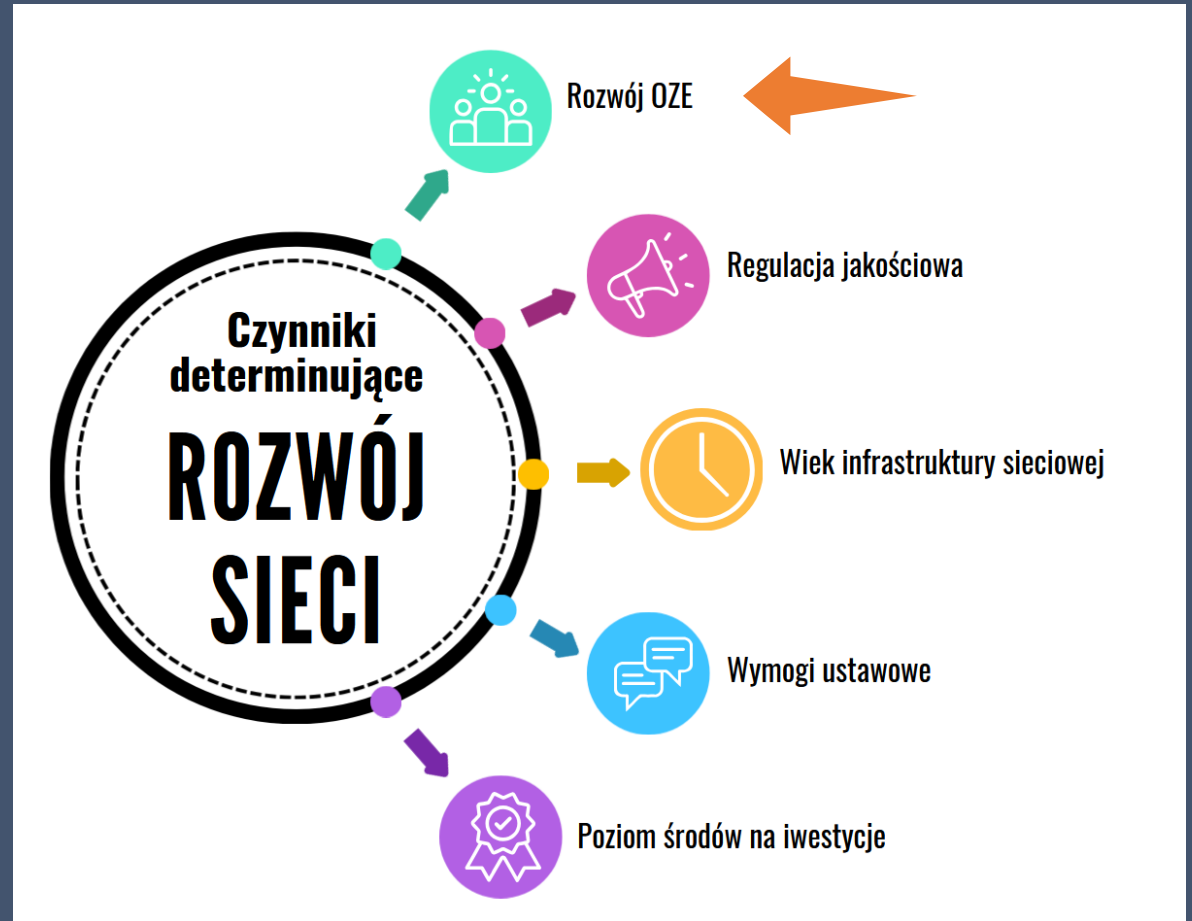 Czynniki
determinujące
ROZWÓJ
SIECI
Rozwój OZE
Regulacja jakościowa
Wiek infrastruktury sieciowej
Wymogi ustawowe
Poziom środów na iwestycje